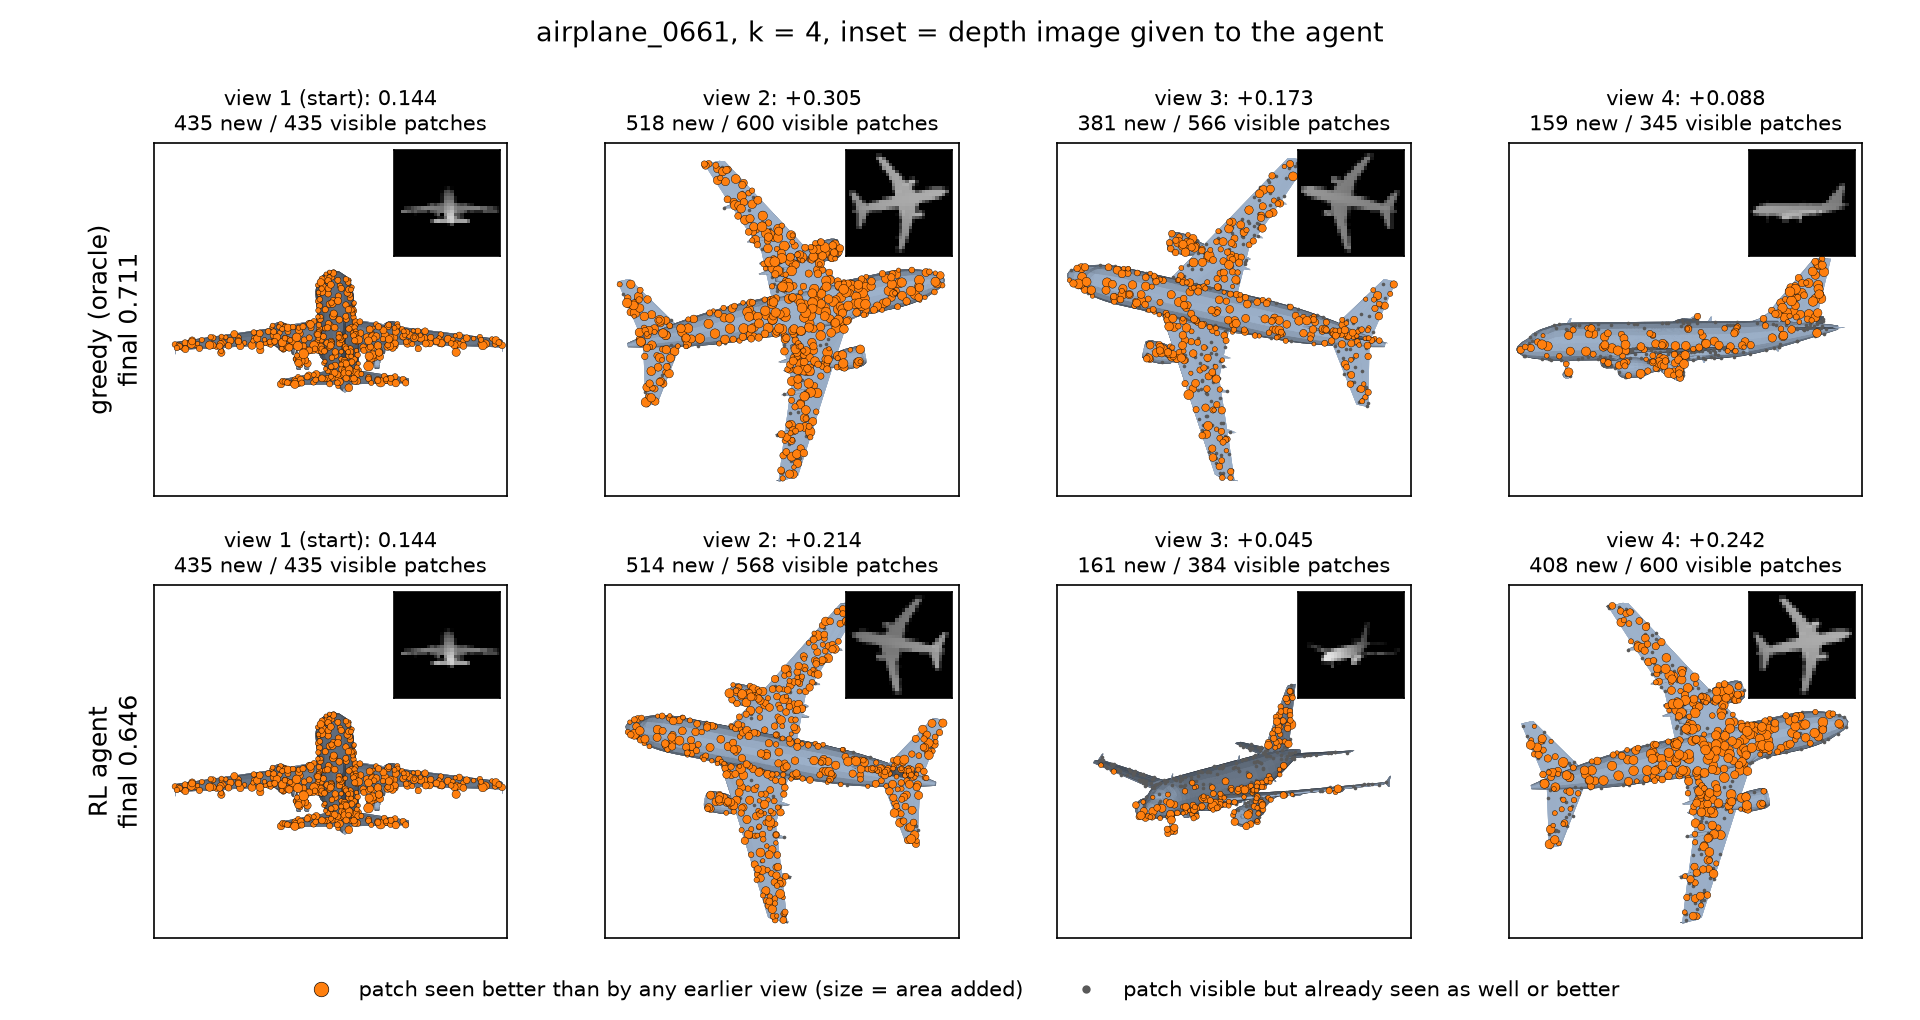 airplane_0661, k = 4, inset = depth image given to the agent
greedy (oracle)
final 0.711
view 1 (start): 0.144
435 new / 435 visible patches
view 2: +0.305
518 new / 600 visible patches
view 3: +0.173
381 new / 566 visible patches
view 4: +0.088
159 new / 345 visible patches
RL agent
final 0.646
view 1 (start): 0.144
435 new / 435 visible patches
view 2: +0.214
514 new / 568 visible patches
view 3: +0.045
161 new / 384 visible patches
view 4: +0.242
408 new / 600 visible patches
patch seen better than by any earlier view (size = area added)
patch visible but already seen as well or better